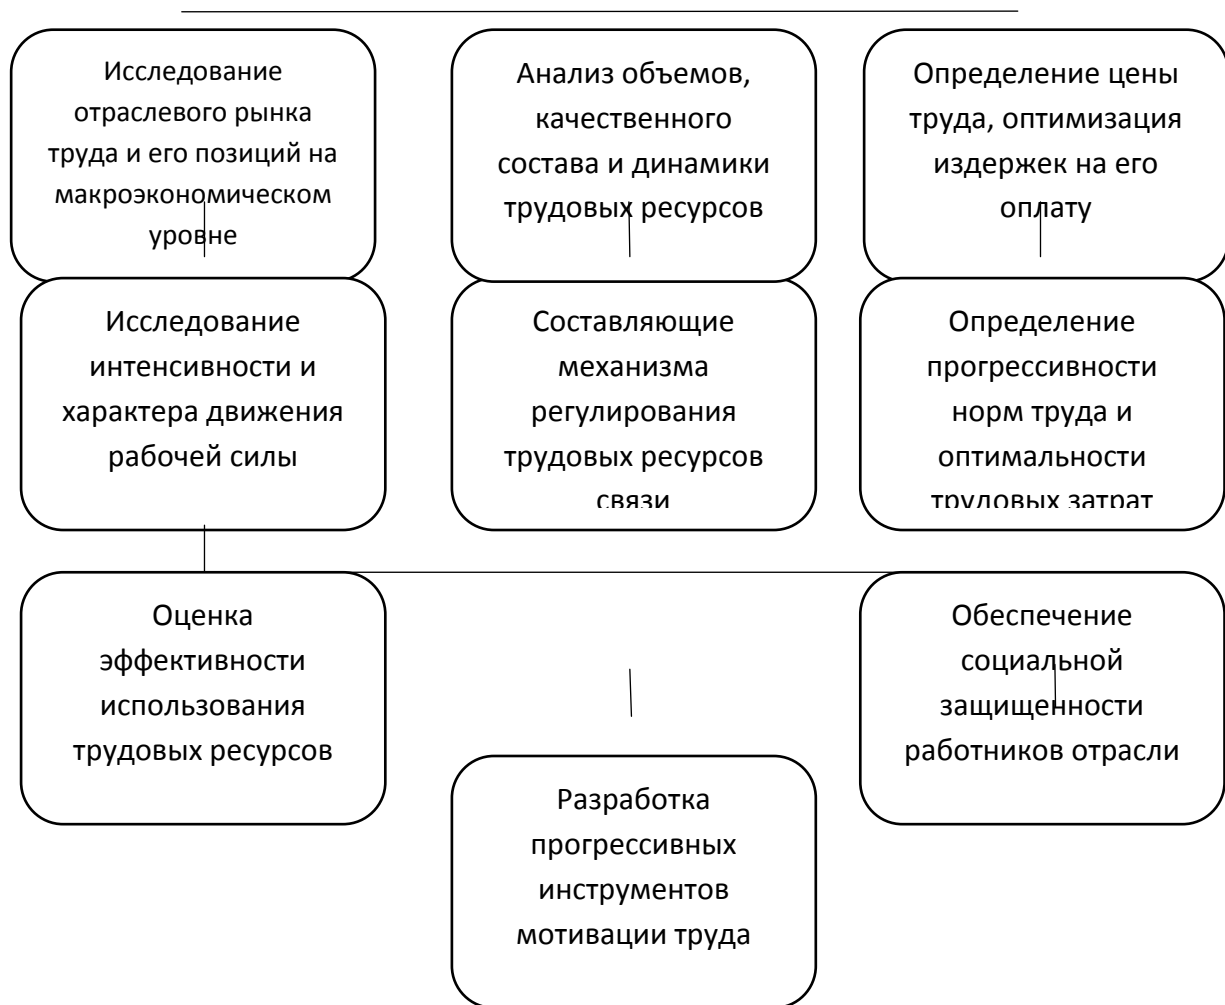 Исследование
отраслевого рынка
труда и его позиций на
макроэкономическом
уровне
Анализ объемов,
качественного
состава и динамики
трудовых ресурсов
Определение цены
труда, оптимизация
издержек на его
оплату
Исследование
интенсивности и
характера движения
рабочей силы
Составляющие
механизма
регулирования
трудовых ресурсов
связи
Определение
прогрессивности
норм труда и
оптимальности
трудовых затрат
Оценка
эффективности
использования
трудовых ресурсов
Обеспечение
социальной
защищенности
работников отрасли
Разработка
прогрессивных
инструментов
мотивации труда